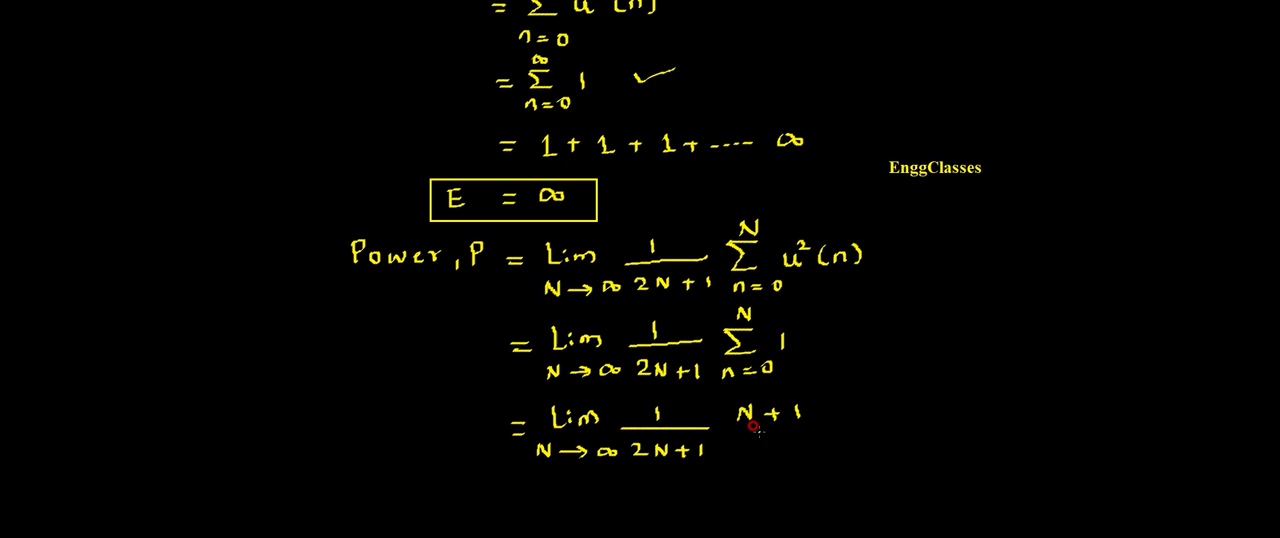 = Σ u (n)
n=0
∞
= Σ 1 ✓
n=0
= 1 + 1 + 1 + ---- ∞
EnggClasses
E = ∞
N
Power, P = Lim 1 Σ u²(n)
N → ∞ 2N+1 n=0
N
= Lim 1 Σ 1
N → ∞ 2N+1 n=0
= Lim 1 N + 1
N → ∞ 2N+1